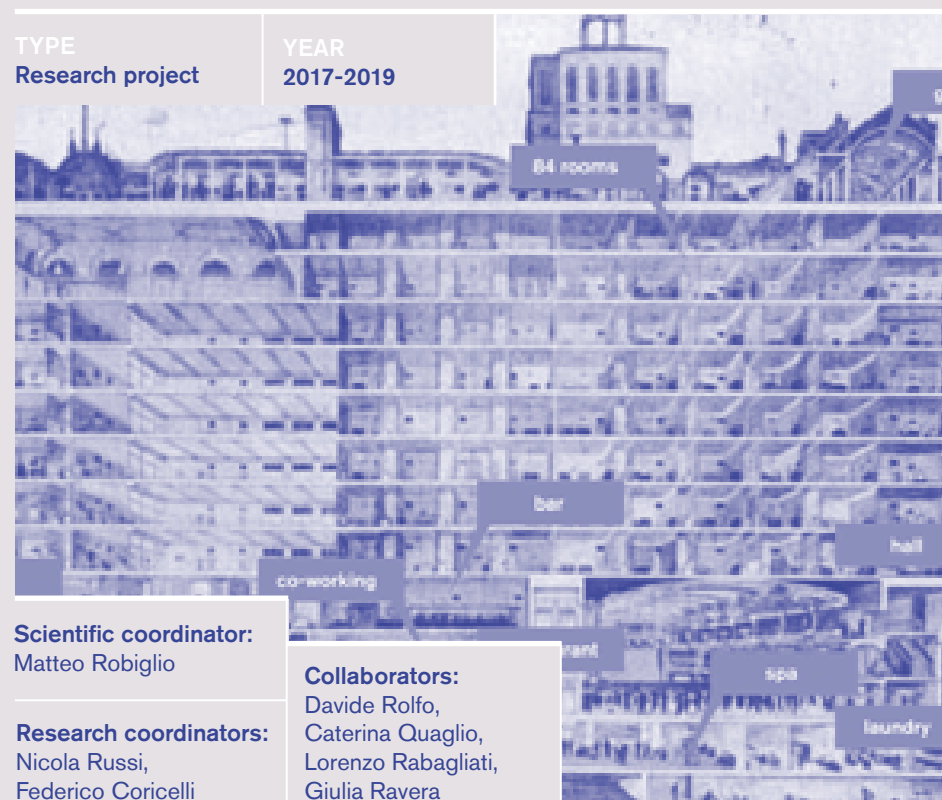 TYPE
Research project
YEAR
2017-2019
84 rooms
bar
hall
co-working
rant
spa
laundry
Scientific coordinator:
Matteo Robiglio
Research coordinators:
Nicola Russi,
Federico Coricelli
Collaborators:
Davide Rolfo,
Caterina Quaglio,
Lorenzo Rabagliati,
Giulia Ravera